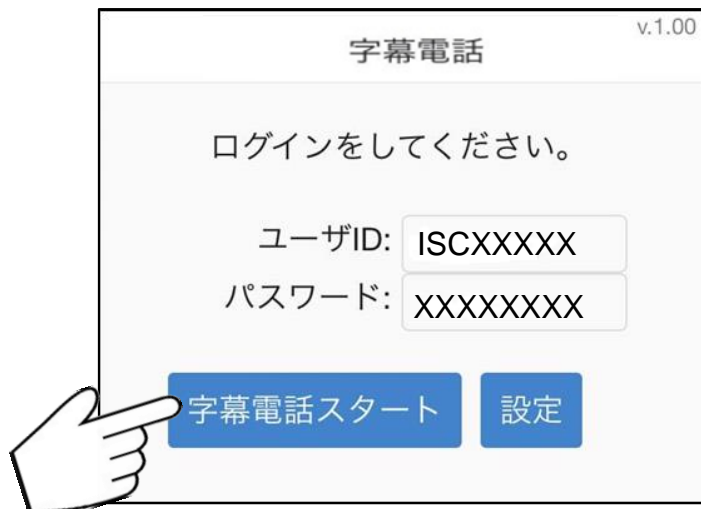 字幕電話
v.1.00
ログインをしてください。
ユーザID: ISCXXXXX
パスワード: XXXXXXXX
字幕電話スタート 設定